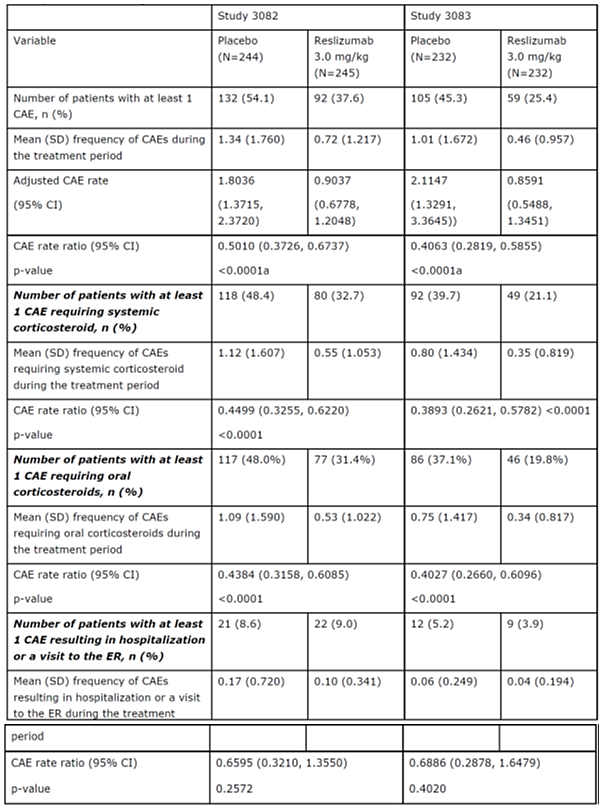 Study 3082 Study 3083
Variable Placebo Reslizumab Placebo Reslizumab
(N=244) 3.0 mg/kg (N=232) 3.0 mg/kg
(N=245) (N=232)
Number of patients with at least 1 132 (54.1) 92 (37.6) 105 (45.3) 59 (25.4)
CAE, n (%)
Mean (SD) frequency of CAEs during 1.34 (1.760) 0.72 (1.217) 1.01 (1.672) 0.46 (0.957)
the treatment period
Adjusted CAE rate 1.8036 0.9037 2.1147 0.8591
(95% CI) (1.3715, (0.6778, (1.3291, (0.5488,
2.3720) 1.2048) 3.3645)) 1.3451)
CAE rate ratio (95% CI) 0.5010 (0.3726, 0.6737) 0.4063 (0.2819, 0.5855)
p-value <0.0001a <0.0001a
Number of patients with at least 118 (48.4) 80 (32.7) 92 (39.7) 49 (21.1)
1 CAE requiring systemic
corticosteroid, n (%)
Mean (SD) frequency of CAEs 1.12 (1.607) 0.55 (1.053) 0.80 (1.434) 0.35 (0.819)
requiring systemic corticosteroid
during the treatment period
CAE rate ratio (95% CI) 0.4499 (0.3255, 0.6220) 0.3893 (0.2621, 0.5782) <0.0001
p-value <0.0001
Number of patients with at least 117 (48.0%) 77 (31.4%) 86 (37.1%) 46 (19.8%)
1 CAE requiring oral
corticosteroids, n (%)
Mean (SD) frequency of CAEs 1.09 (1.590) 0.53 (1.022) 0.75 (1.417) 0.34 (0.817)
requiring oral corticosteroids during
the treatment period
CAE rate ratio (95% CI) 0.4384 (0.3158, 0.6085) 0.4027 (0.2660, 0.6096)
p-value <0.0001 <0.0001
Number of patients with at least 21 (8.6) 22 (9.0) 12 (5.2) 9 (3.9)
1 CAE resulting in hospitalization
or a visit to the ER, n (%)
Mean (SD) frequency of CAEs 0.17 (0.720) 0.10 (0.341) 0.06 (0.249) 0.04 (0.194)
resulting in hospitalization or a visit
to the ER during the treatment
period
CAE rate ratio (95% CI) 0.6595 (0.3210, 1.3550) 0.6886 (0.2878, 1.6479)
p-value 0.2572 0.4020